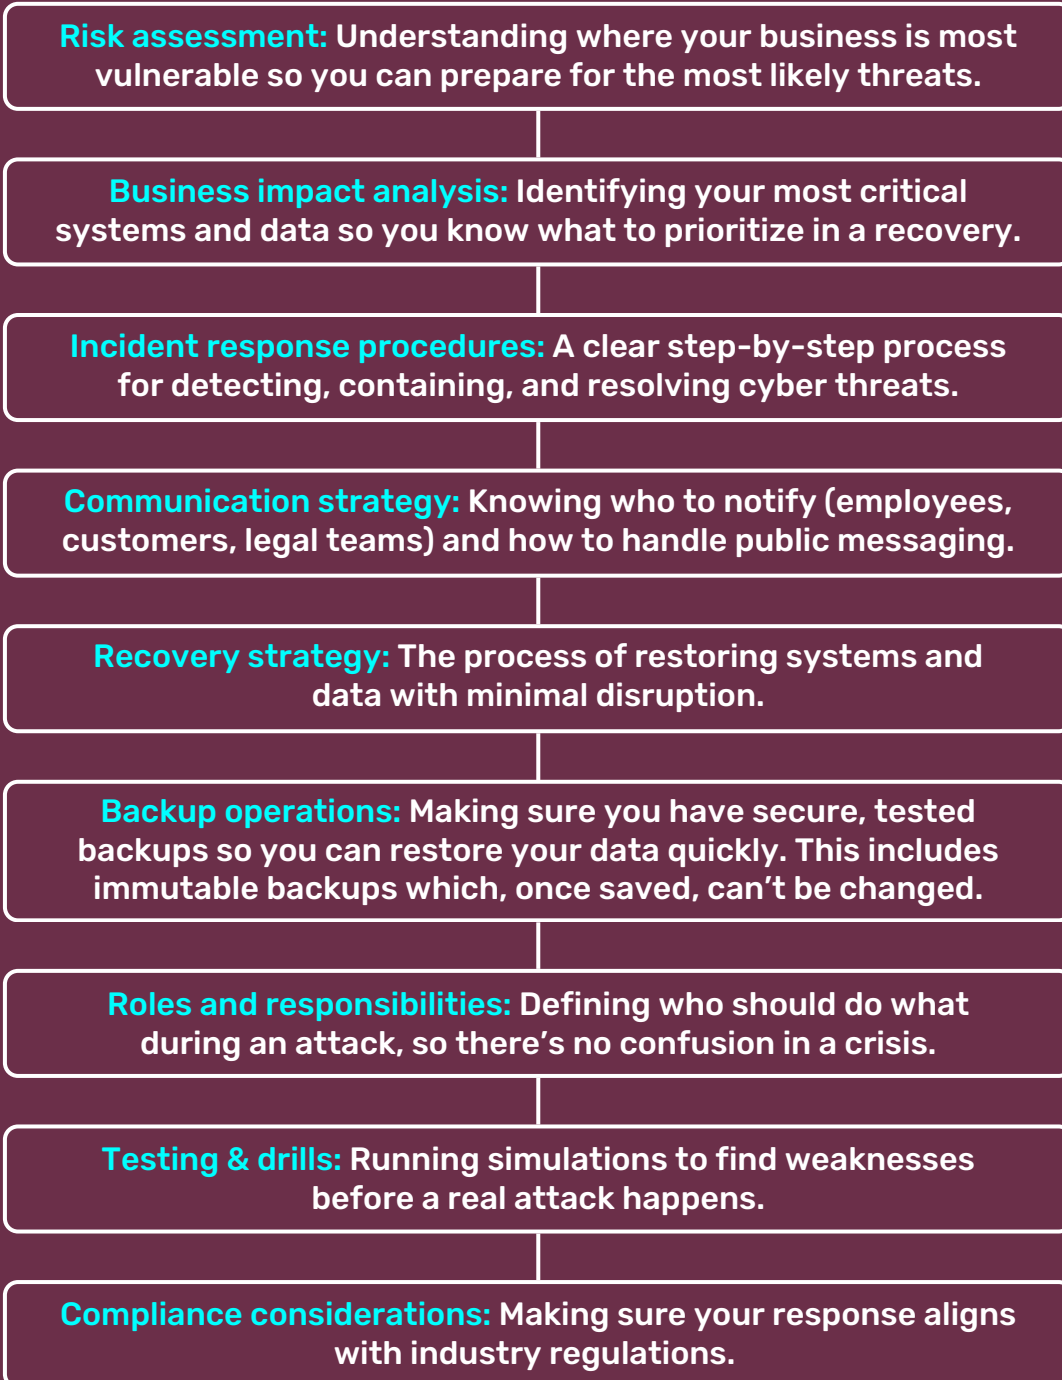 Risk assessment: Understanding where your business is most
vulnerable so you can prepare for the most likely threats.
Business impact analysis: Identifying your most critical
systems and data so you know what to prioritize in a recovery.
Incident response procedures: A clear step-by-step process
for detecting, containing, and resolving cyber threats.
Communication strategy: Knowing who to notify (employees,
customers, legal teams) and how to handle public messaging.
Recovery strategy: The process of restoring systems and
data with minimal disruption.
Backup operations: Making sure you have secure, tested
backups so you can restore your data quickly. This includes
immutable backups which, once saved, can’t be changed.
Roles and responsibilities: Defining who should do what
during an attack, so there’s no confusion in a crisis.
Testing & drills: Running simulations to find weaknesses
before a real attack happens.
Compliance considerations: Making sure your response aligns
with industry regulations.